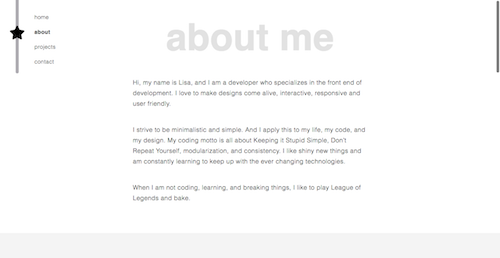 home
about
projects
contact
about me
Hi, my name is Lisa, and I am a developer who specializes in the front end of
development. I love to make designs come alive, interactive, responsive and
user friendly.
I strive to be minimalistic and simple. And I apply this to my life, my code, and
my design. My coding motto is all about Keeping it Stupid Simple, Don't
Repeat Yourself, modularization, and consistency. I like shiny new things and
am constantly learning to keep up with the ever changing technologies.
When I am not coding, learning, and breaking things, I like to play League of
Legends and bake.